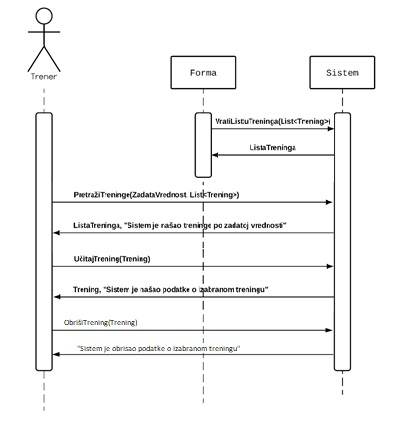 Trener
Forma
Sistem
VratiListuTreninga(List<Trening>)
ListaTreninga
PretražiTreninge(ZadataVrednost, List<Trening>)
ListaTreninga, "Sistem je našao treninge po zadatoj vrednosti"
UčitajTrening(Trening)
Trening, "Sistem je našao podatke o izabranom treningu"
ObrišiTrening(Trening)
"Sistem je obrisao podatke o izabranom treningu"